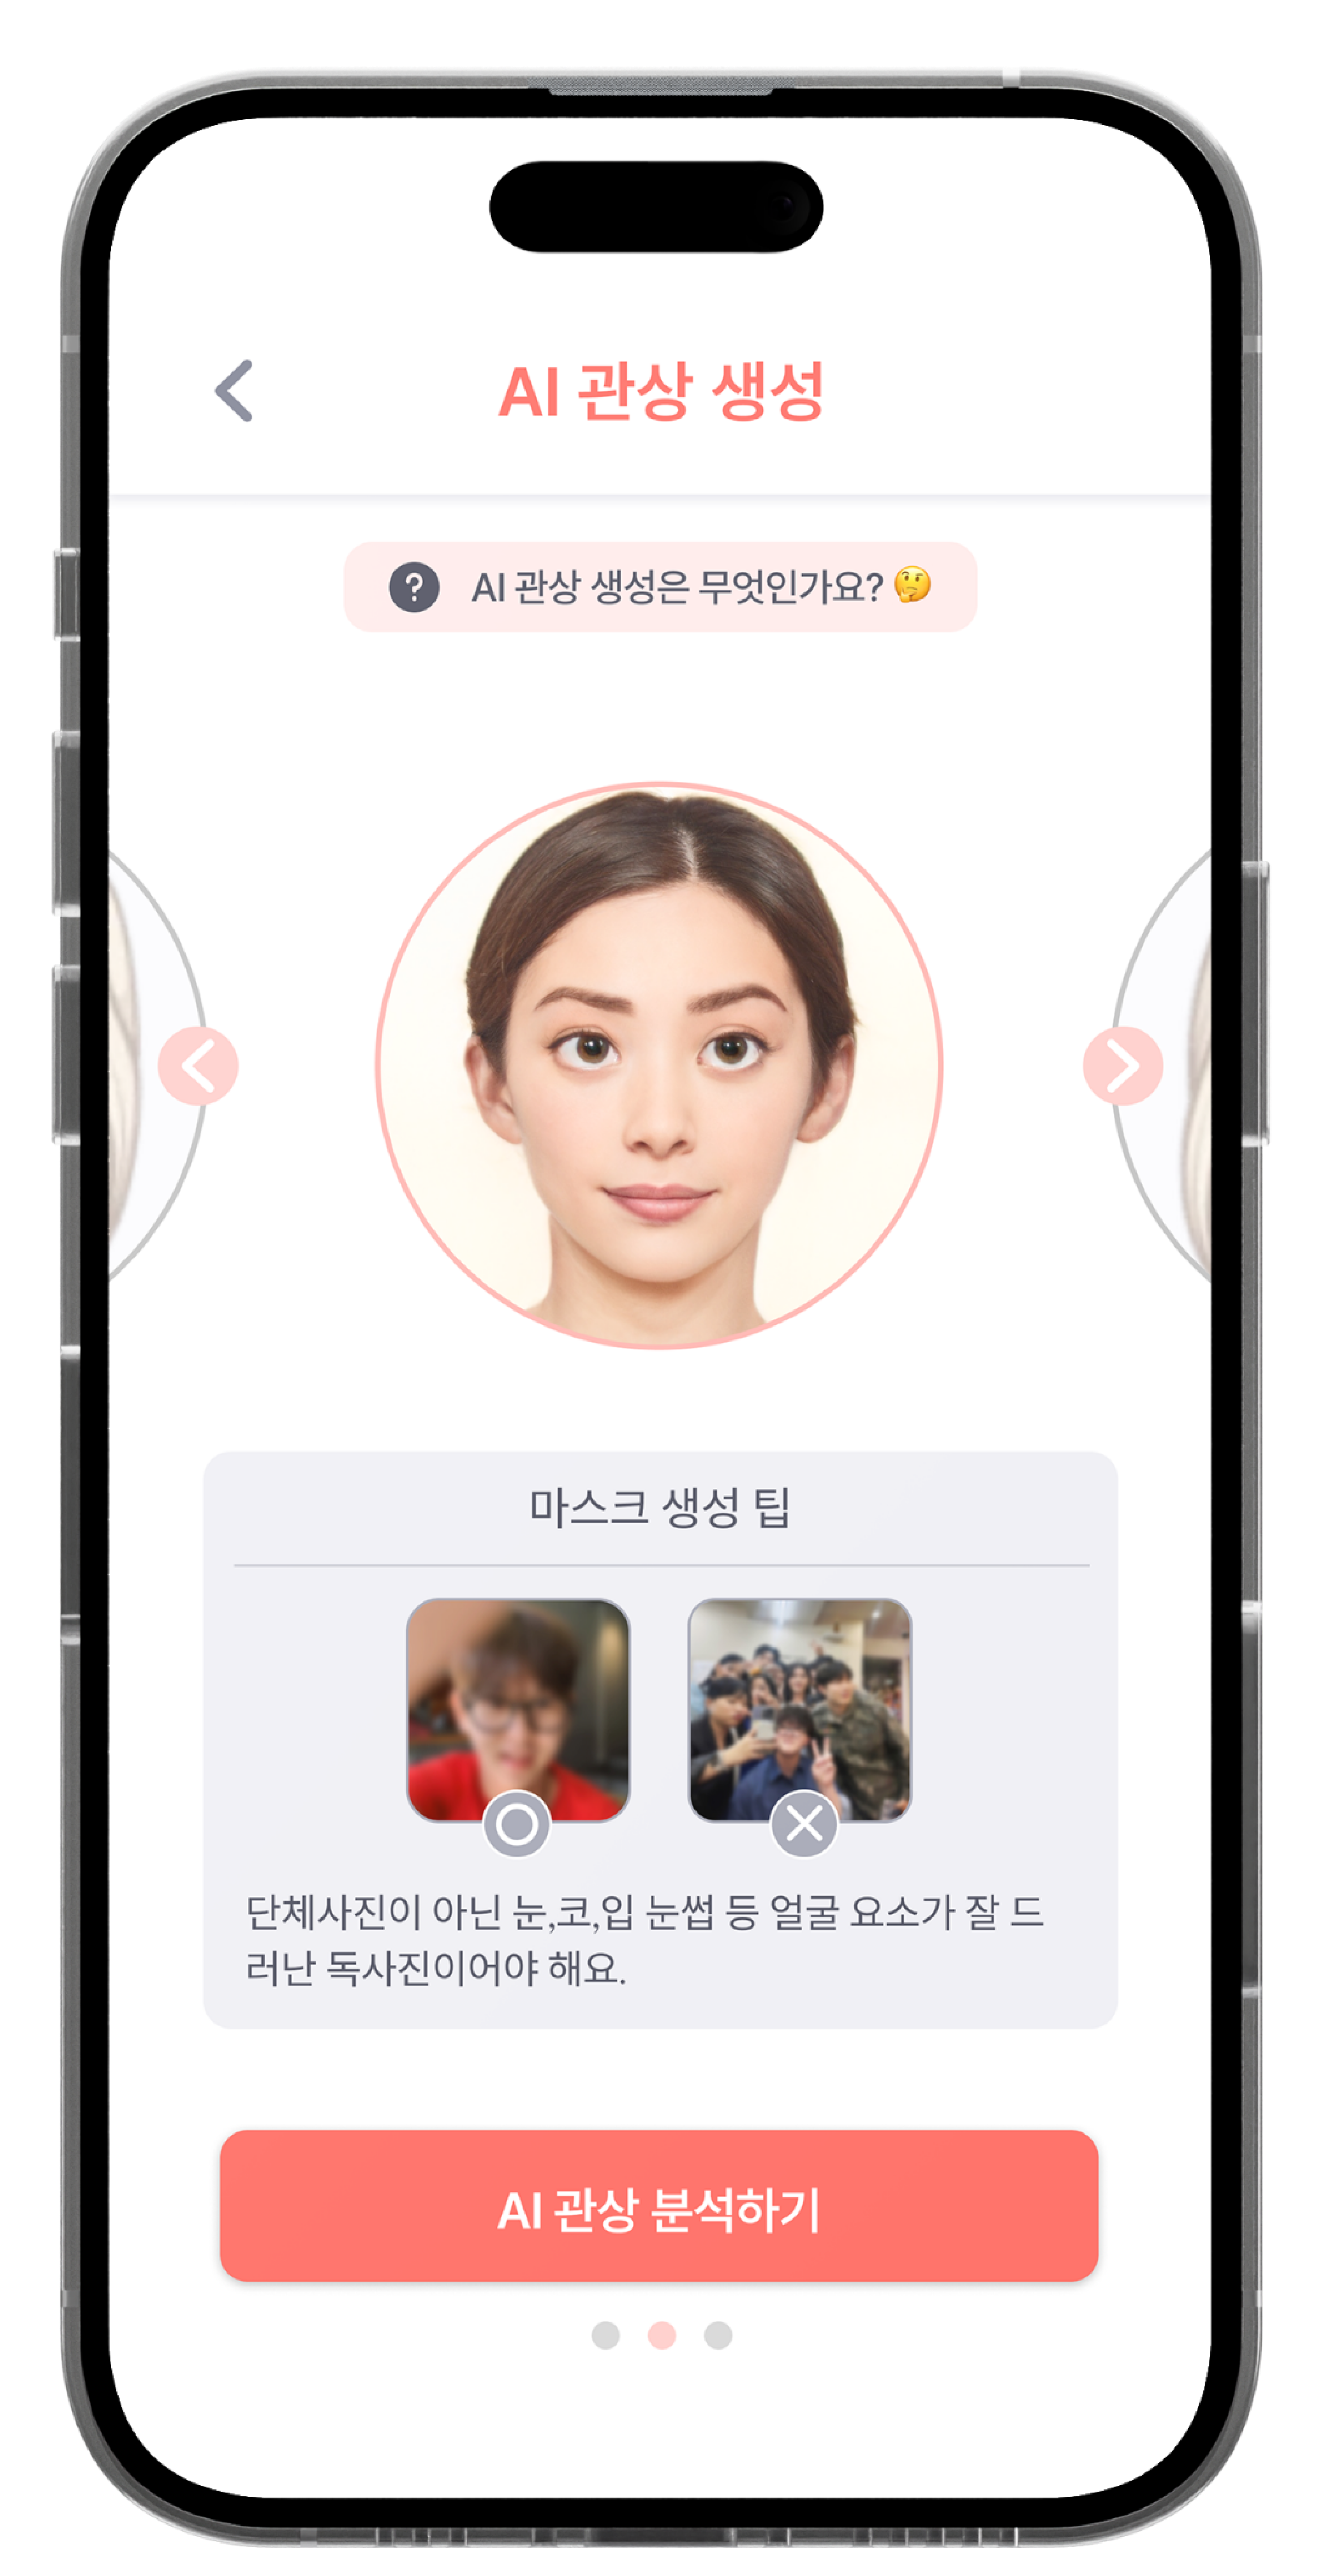 AI 관상 생성
? AI 관상 생성은 무엇인가요? 🤔
마스크 생성 팁
단체사진이 아닌 눈,코,입 눈썹 등 얼굴 요소가 잘 드
러난 독사진이어야 해요.
AI 관상 분석하기